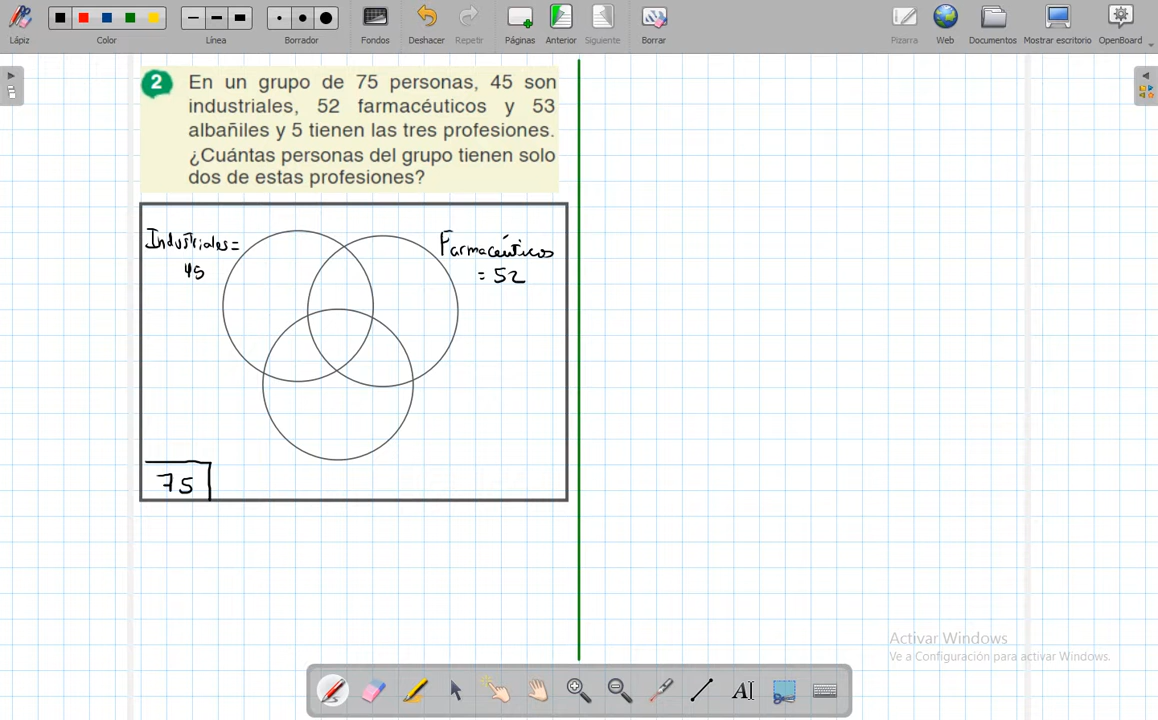 Lápiz
Color
Línea
Borrador
Fondos
Deshacer
Repetir
Páginas
Anterior
Siguiente
Borrar
Pizarra
Web
Documentos
Mostrar escritorio
OpenBoard
2
En un grupo de 75 personas, 45 son
industriales, 52 farmacéuticos y 53
albañiles y 5 tienen las tres profesiones.
¿Cuántas personas del grupo tienen solo
dos de estas profesiones?
Industriales=
45
Farmacéuticos
= 52
75
Activar Windows
Ve a Configuración para activar Windows.
AI